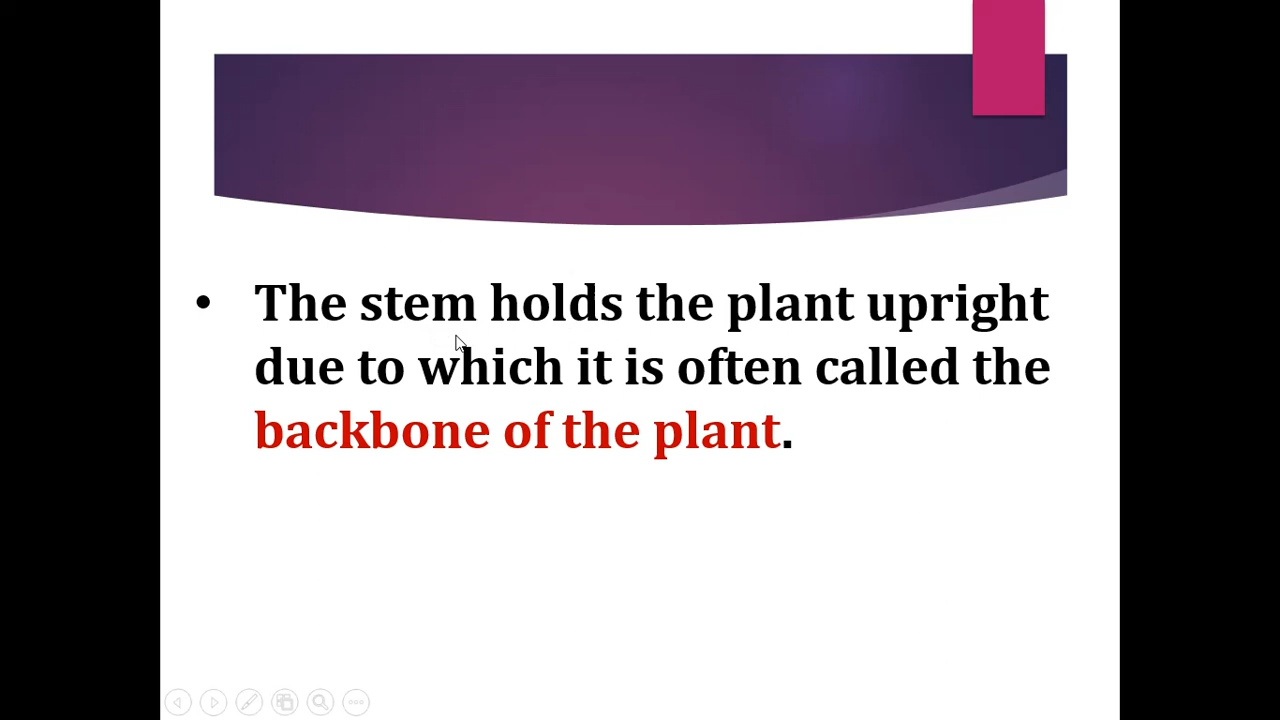 • The stem holds the plant upright
due to which it is often called the
backbone of the plant.